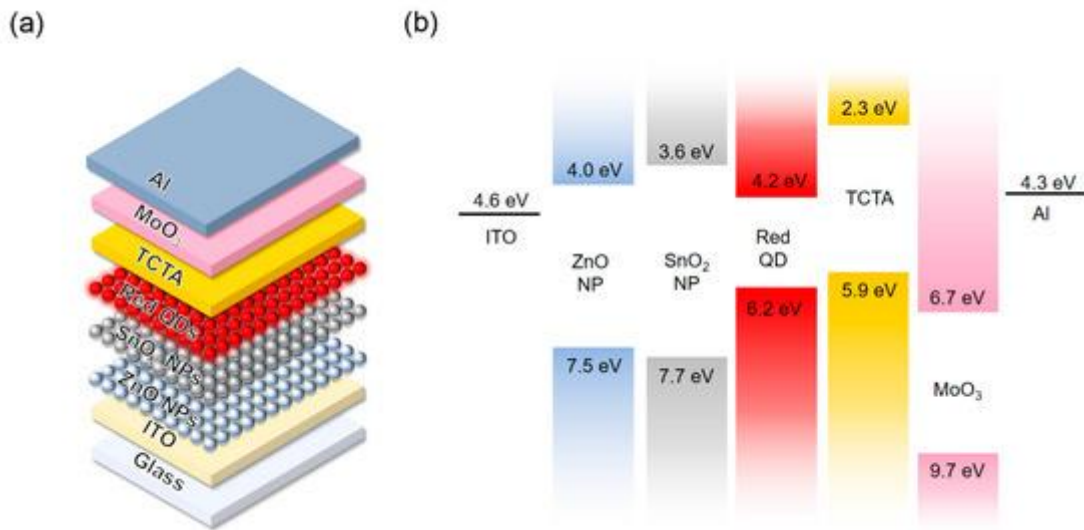 (a)
Al
MoO3
TCTA
Red QDs
SnO2 NPs
ZnO NPs
ITO
Glass
(b)
4.6 eV
ITO
4.0 eV
ZnO
NP
7.5 eV
3.6 eV
SnO₂
NP
7.7 eV
4.2 eV
Red
QD
6.2 eV
2.3 eV
TCTA
5.9 eV
6.7 eV
MoO₃
9.7 eV
4.3 eV
Al